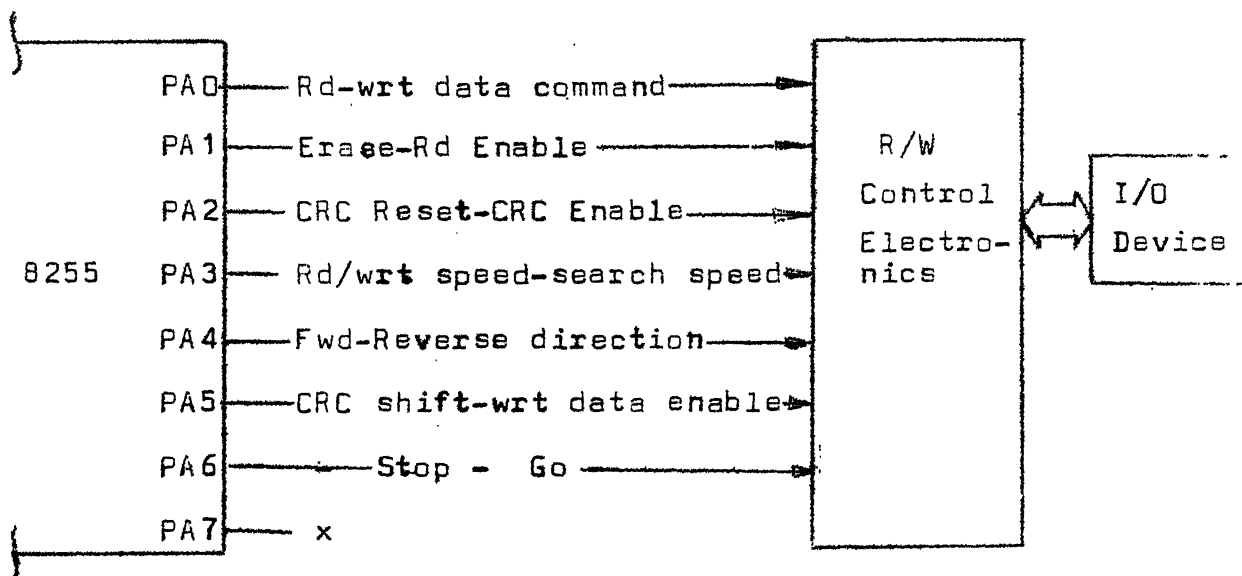 PA0 Rd-wrt data command
PA1 Erase-Rd Enable
PA2 CRC Reset-CRC Enable
8255 PA3 Rd/wrt speed-search speed
PA4 Fwd-Reverse direction
PA5 CRC shift-wrt data enable
PA6 Stop - Go
PA7 x
R/W
Control
Electro-
nics
I/O
Device